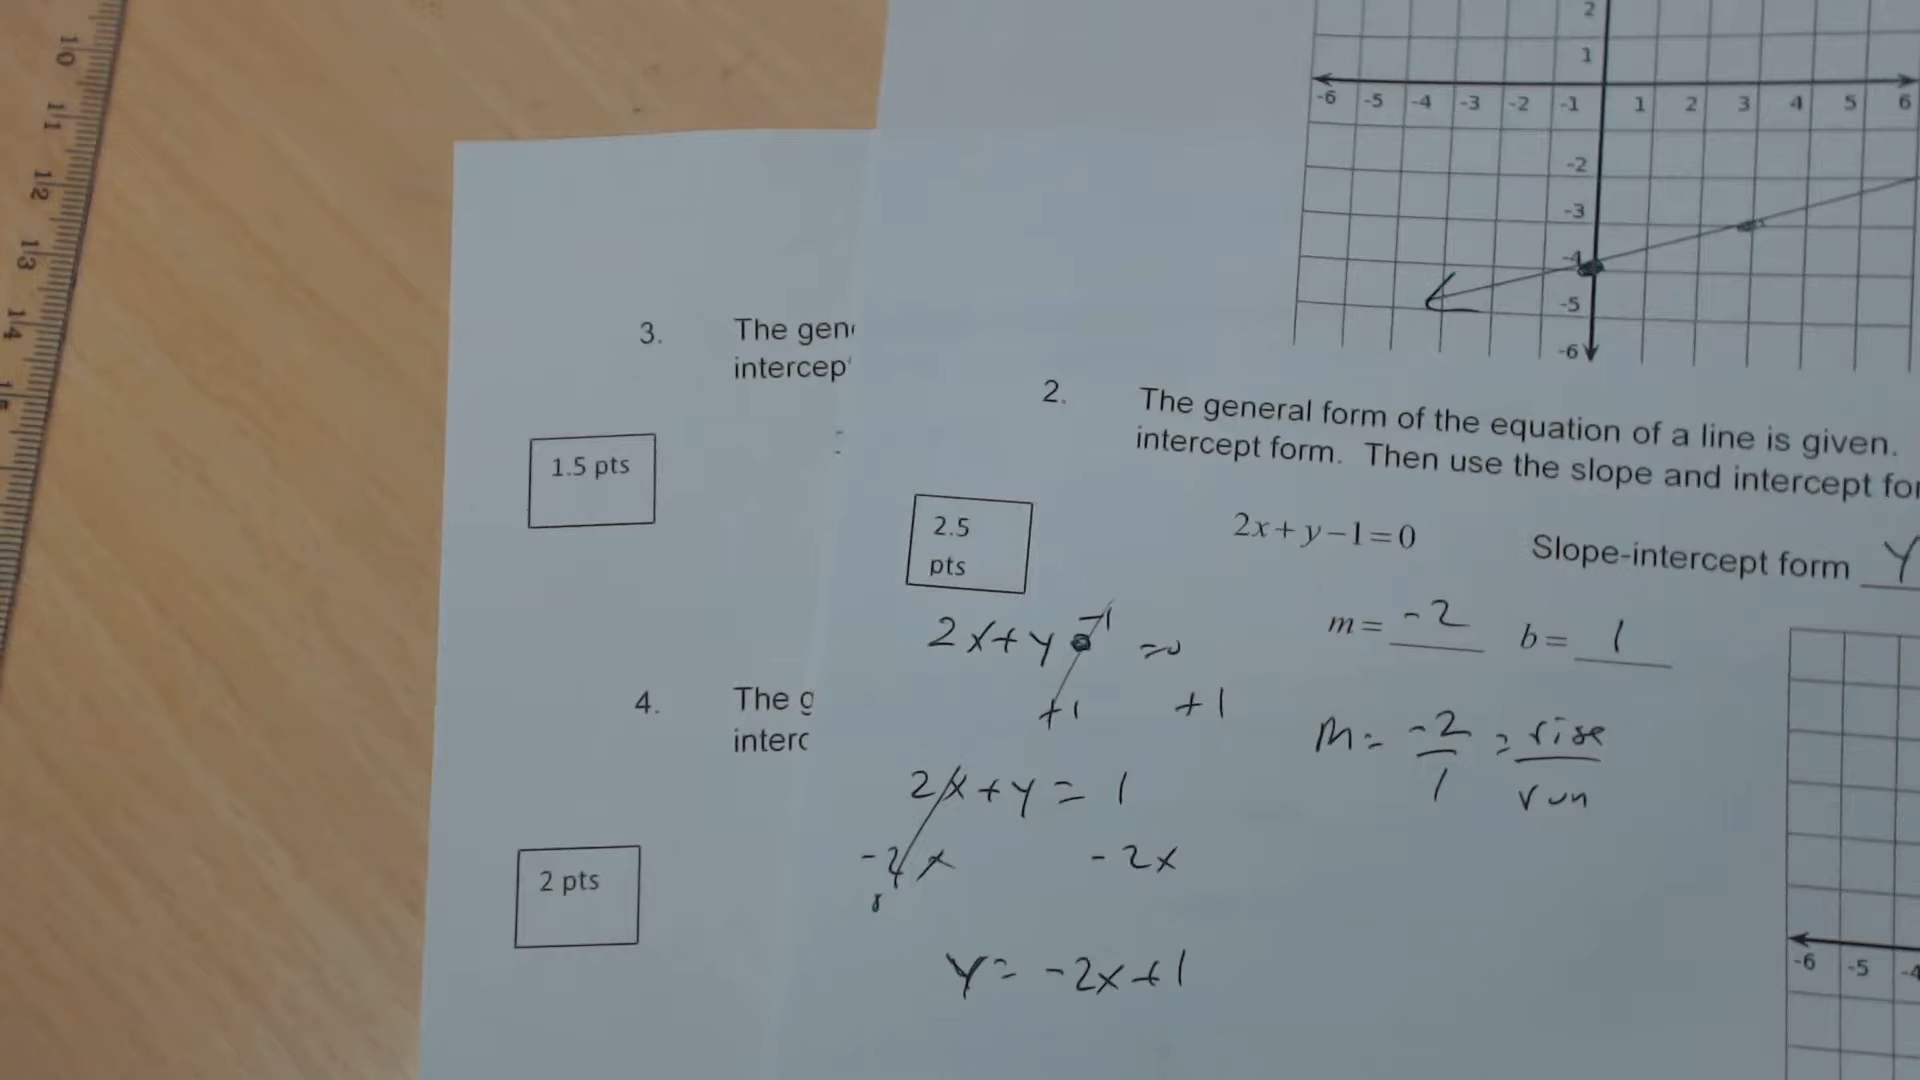 10
11
12
13
14
2
1
-6 -5 -4 -3 -2 -1 1 2 3 4 5 6
-2
-3
-4
-5
-6
3. The gen
intercep
1.5 pts
2. The general form of the equation of a line is given.
intercept form. Then use the slope and intercept for
2.5
pts
2x+y−1=0 Slope-intercept form Y
m= -2 b= 1
2x+y -1 =0
+1 +1
m= -2/1 = rise/run
4. The g
interc
2x+y = 1
-2x -2x
2 pts
y= -2x+1
-6 -5 -4